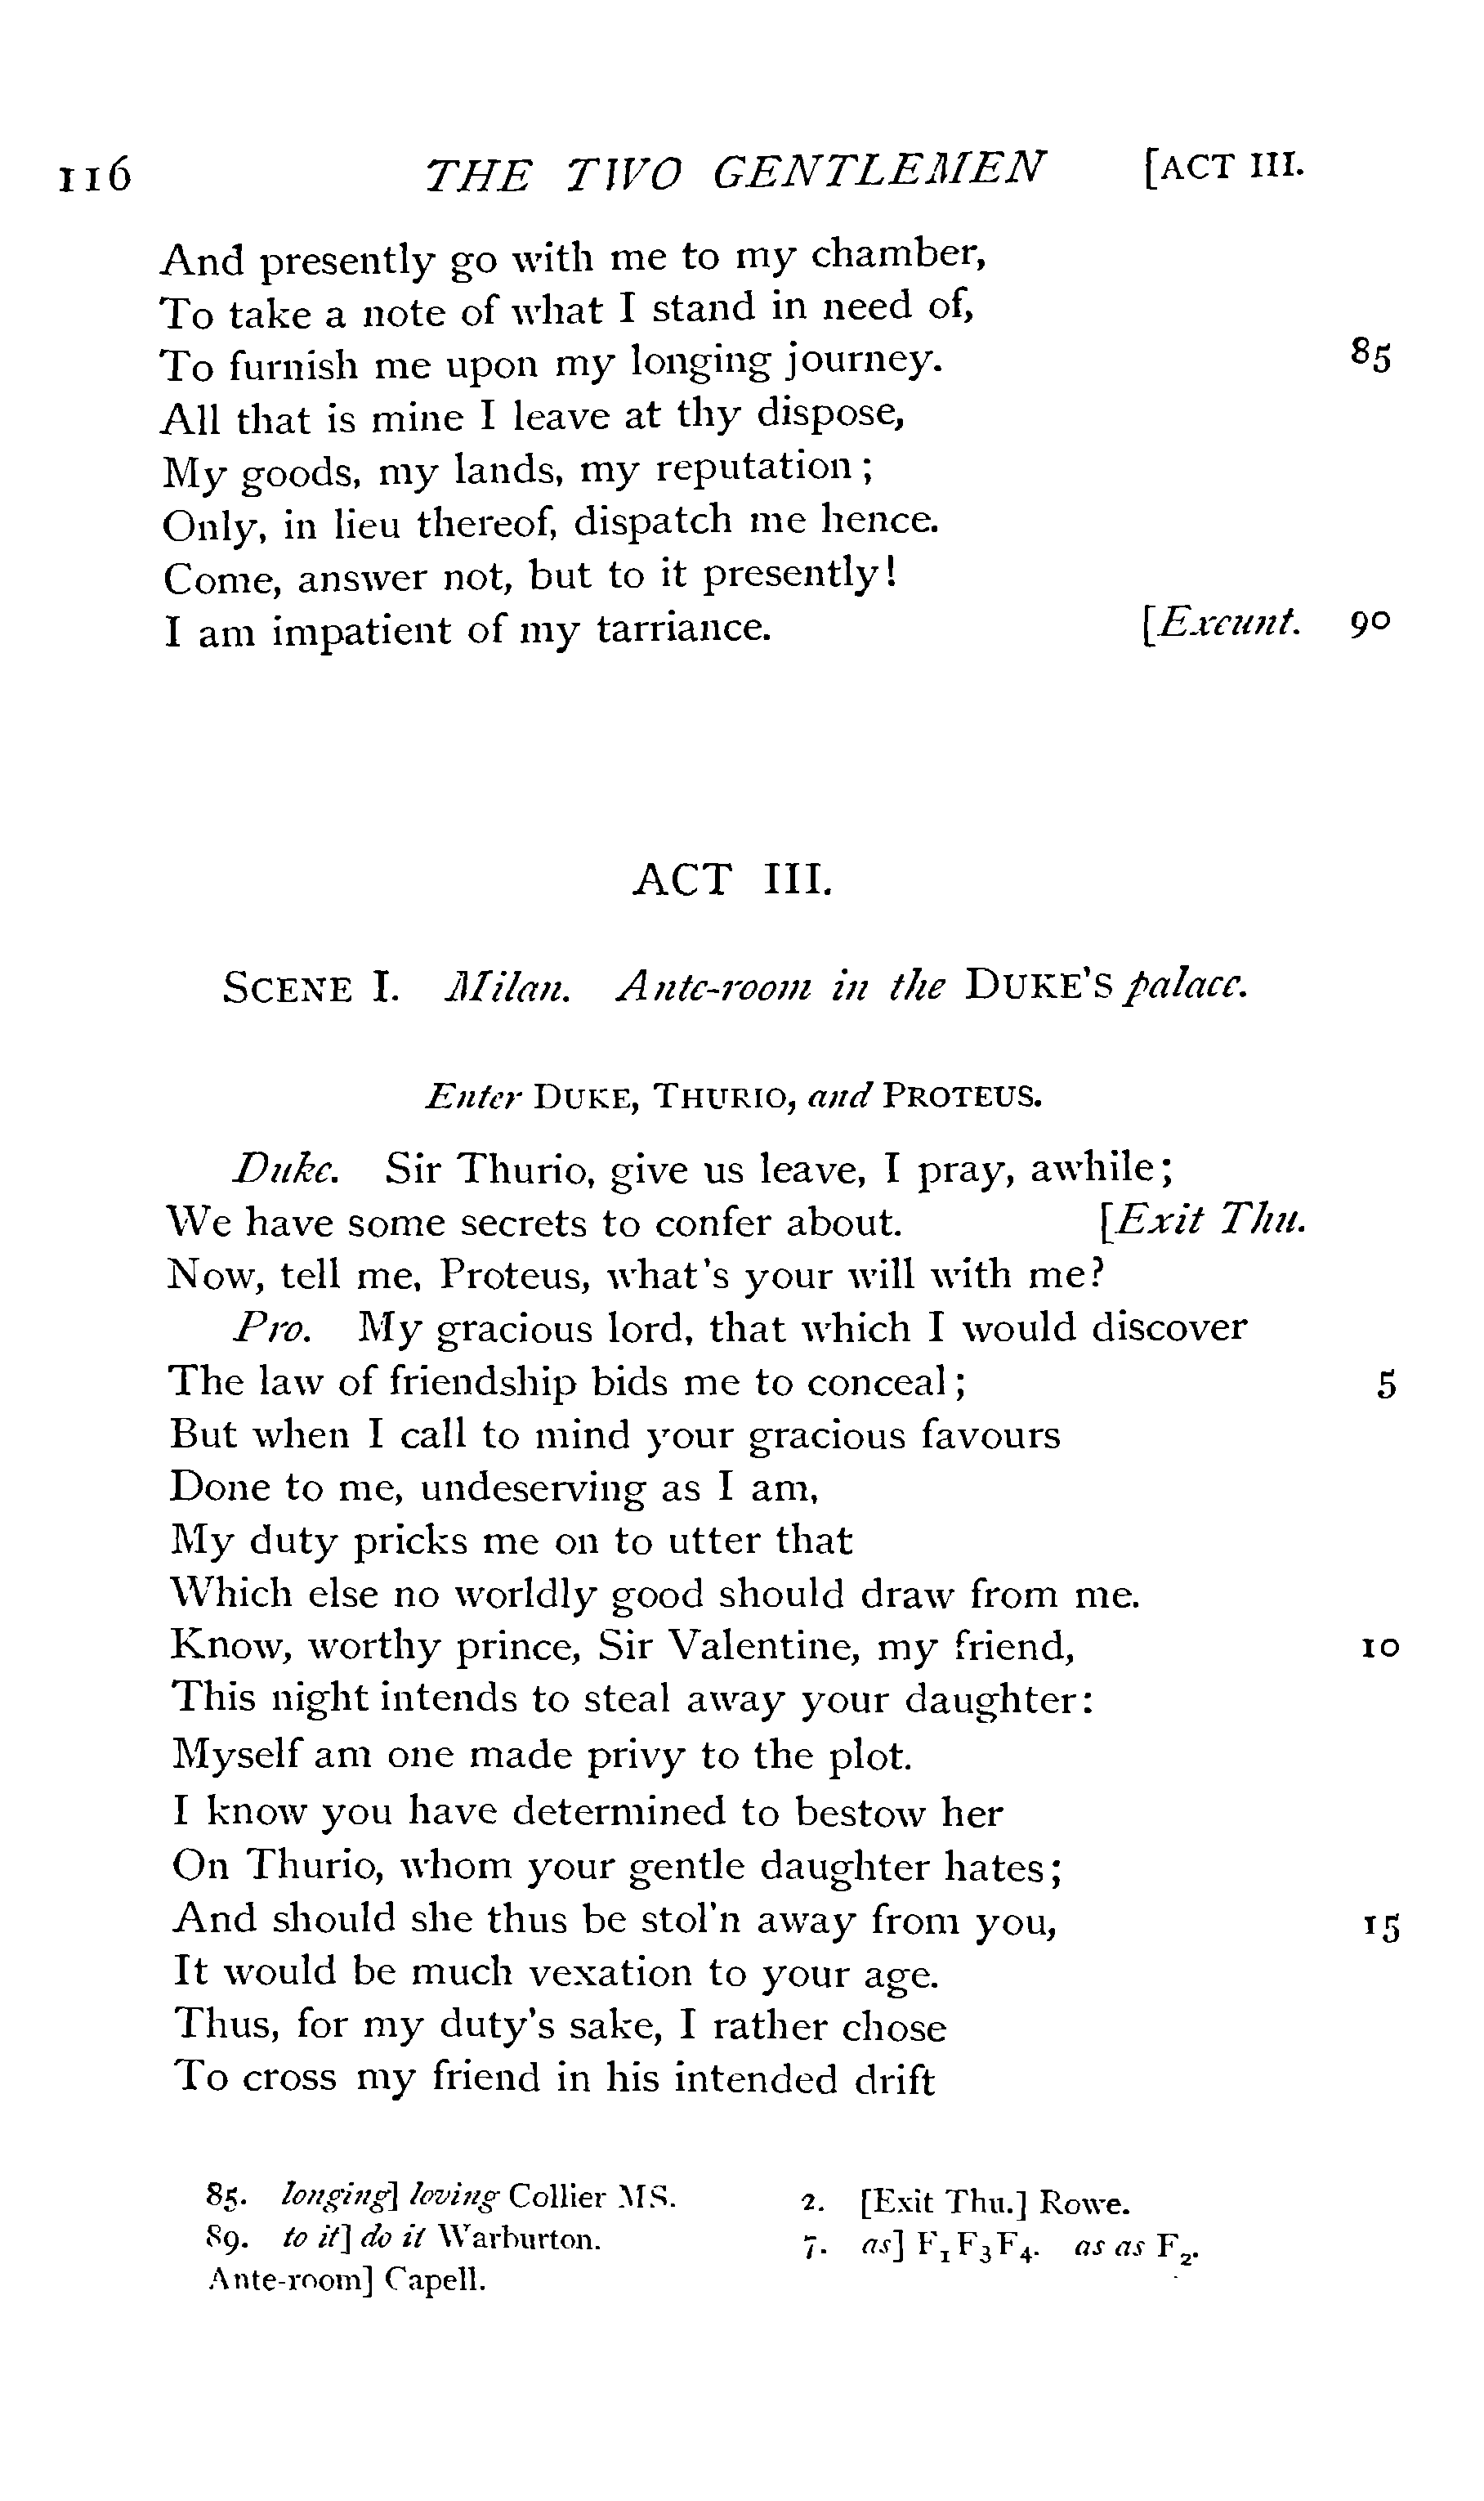 116 THE TWO GENTLEMEN [ACT III.
And presently go with me to my chamber,
To take a note of what I stand in need of,
To furnish me upon my longing journey. 85
All that is mine I leave at thy dispose,
My goods, my lands, my reputation;
Only, in lieu thereof, dispatch me hence.
Come, answer not, but to it presently!
I am impatient of my tarriance. [Exeunt. 90
ACT III.
SCENE I. Milan. Ante-room in the DUKE'S palace.
Enter DUKE, THURIO, and PROTEUS.
Duke. Sir Thurio, give us leave, I pray, awhile;
We have some secrets to confer about. [Exit Thu.
Now, tell me, Proteus, what's your will with me?
Pro. My gracious lord, that which I would discover
The law of friendship bids me to conceal; 5
But when I call to mind your gracious favours
Done to me, undeserving as I am,
My duty pricks me on to utter that
Which else no worldly good should draw from me.
Know, worthy prince, Sir Valentine, my friend, 10
This night intends to steal away your daughter:
Myself am one made privy to the plot.
I know you have determined to bestow her
On Thurio, whom your gentle daughter hates;
And should she thus be stol'n away from you, 15
It would be much vexation to your age.
Thus, for my duty's sake, I rather chose
To cross my friend in his intended drift
85. longing] loving Collier MS.
89. to it] do it Warburton.
Ante-room] Capell.
2. [Exit Thu.] Rowe.
7. as] F1F3F4. as as F2.